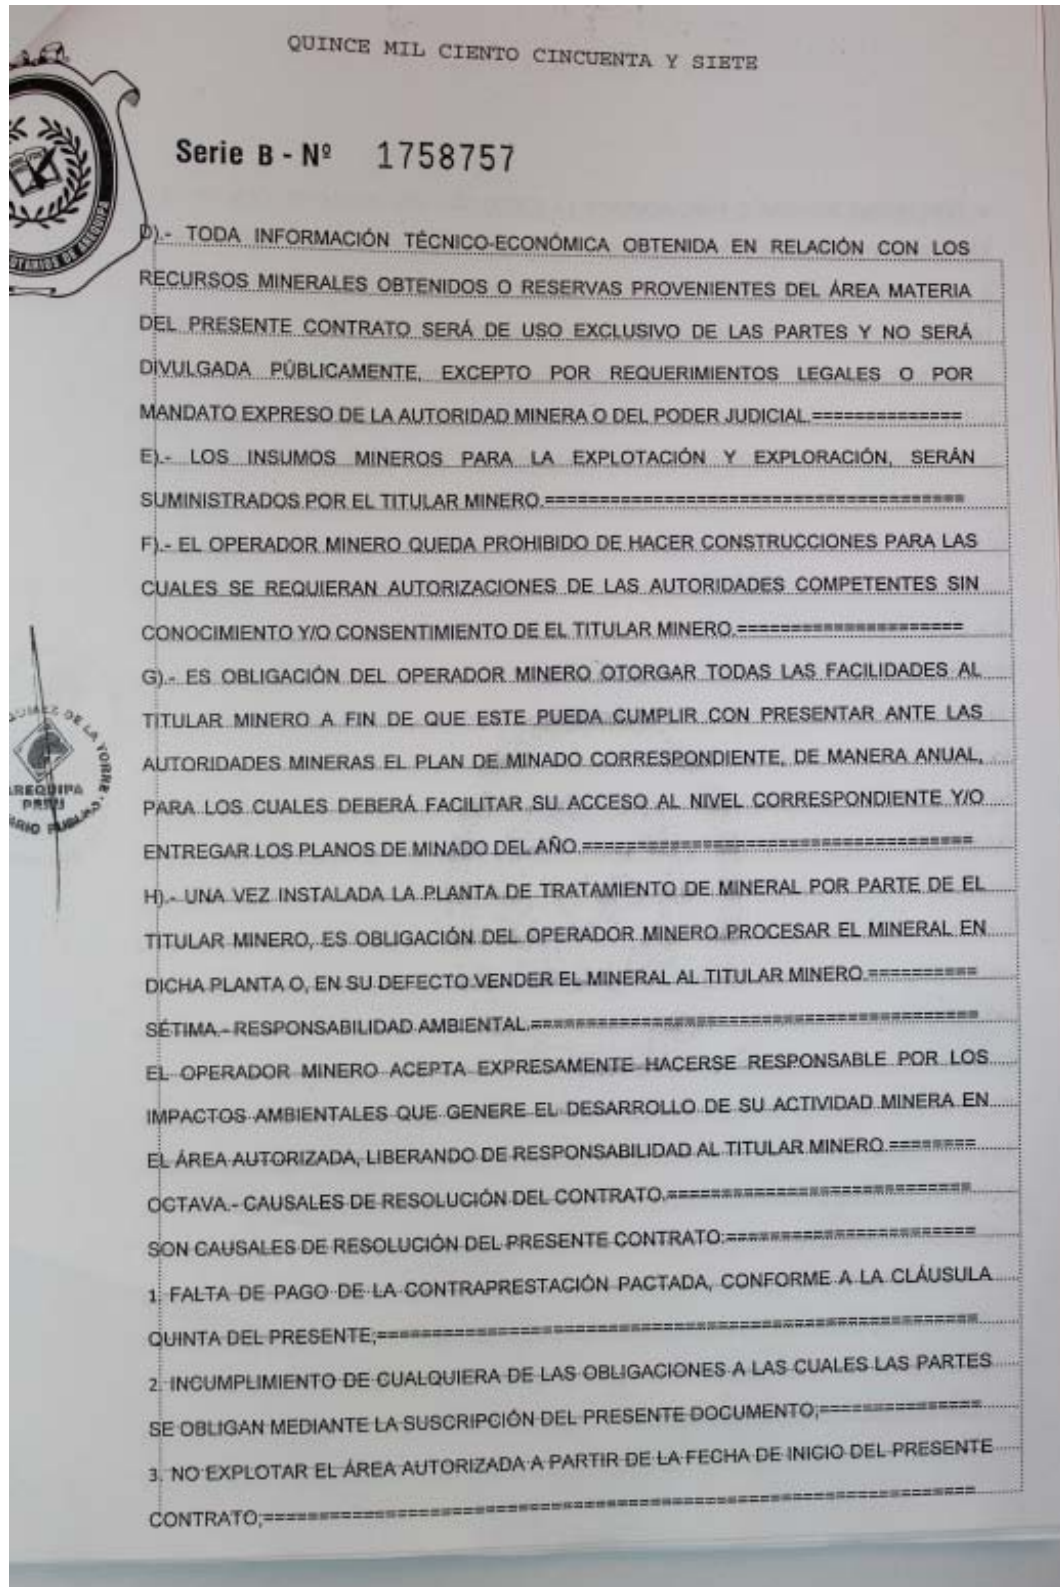 QUINCE MIL CIENTO CINCUENTA Y SIETE
Serie B - Nº 1758757
NOTARIOS DE AREQUIPA
D).- TODA INFORMACIÓN TÉCNICO-ECONÓMICA OBTENIDA EN RELACIÓN CON LOS
RECURSOS MINERALES OBTENIDOS O RESERVAS PROVENIENTES DEL ÁREA MATERIA
DEL PRESENTE CONTRATO SERÁ DE USO EXCLUSIVO DE LAS PARTES Y NO SERÁ
DIVULGADA PÚBLICAMENTE, EXCEPTO POR REQUERIMIENTOS LEGALES O POR
MANDATO EXPRESO DE LA AUTORIDAD MINERA O DEL PODER JUDICIAL.==============
E).- LOS INSUMOS MINEROS PARA LA EXPLOTACIÓN Y EXPLORACIÓN, SERÁN
SUMINISTRADOS POR EL TITULAR MINERO.=======================================
F).- EL OPERADOR MINERO QUEDA PROHIBIDO DE HACER CONSTRUCCIONES PARA LAS
CUALES SE REQUIERAN AUTORIZACIONES DE LAS AUTORIDADES COMPETENTES SIN
CONOCIMIENTO Y/O CONSENTIMIENTO DE EL TITULAR MINERO.=====================
G).- ES OBLIGACIÓN DEL OPERADOR MINERO OTORGAR TODAS LAS FACILIDADES AL
TITULAR MINERO A FIN DE QUE ESTE PUEDA CUMPLIR CON PRESENTAR ANTE LAS
AUTORIDADES MINERAS EL PLAN DE MINADO CORRESPONDIENTE, DE MANERA ANUAL,
PARA LOS CUALES DEBERÁ FACILITAR SU ACCESO AL NIVEL CORRESPONDIENTE Y/O
ENTREGAR LOS PLANOS DE MINADO DEL AÑO.====================================
H).- UNA VEZ INSTALADA LA PLANTA DE TRATAMIENTO DE MINERAL POR PARTE DE EL
TITULAR MINERO, ES OBLIGACIÓN DEL OPERADOR MINERO PROCESAR EL MINERAL EN
DICHA PLANTA O, EN SU DEFECTO VENDER EL MINERAL AL TITULAR MINERO.==========
SÉTIMA.- RESPONSABILIDAD AMBIENTAL.=========================================
EL OPERADOR MINERO ACEPTA EXPRESAMENTE HACERSE RESPONSABLE POR LOS
IMPACTOS AMBIENTALES QUE GENERE EL DESARROLLO DE SU ACTIVIDAD MINERA EN
EL ÁREA AUTORIZADA, LIBERANDO DE RESPONSABILIDAD AL TITULAR MINERO.========
OCTAVA.- CAUSALES DE RESOLUCIÓN DEL CONTRATO.============================
SON CAUSALES DE RESOLUCIÓN DEL PRESENTE CONTRATO:=======================
1. FALTA DE PAGO DE LA CONTRAPRESTACIÓN PACTADA, CONFORME A LA CLÁUSULA
QUINTA DEL PRESENTE;=======================================================
2. INCUMPLIMIENTO DE CUALQUIERA DE LAS OBLIGACIONES A LAS CUALES LAS PARTES
SE OBLIGAN MEDIANTE LA SUSCRIPCIÓN DEL PRESENTE DOCUMENTO;===============
3. NO EXPLOTAR EL ÁREA AUTORIZADA A PARTIR DE LA FECHA DE INICIO DEL PRESENTE
CONTRATO;==================================================================
DE LA TORRE
AREQUIPA
PERÚ